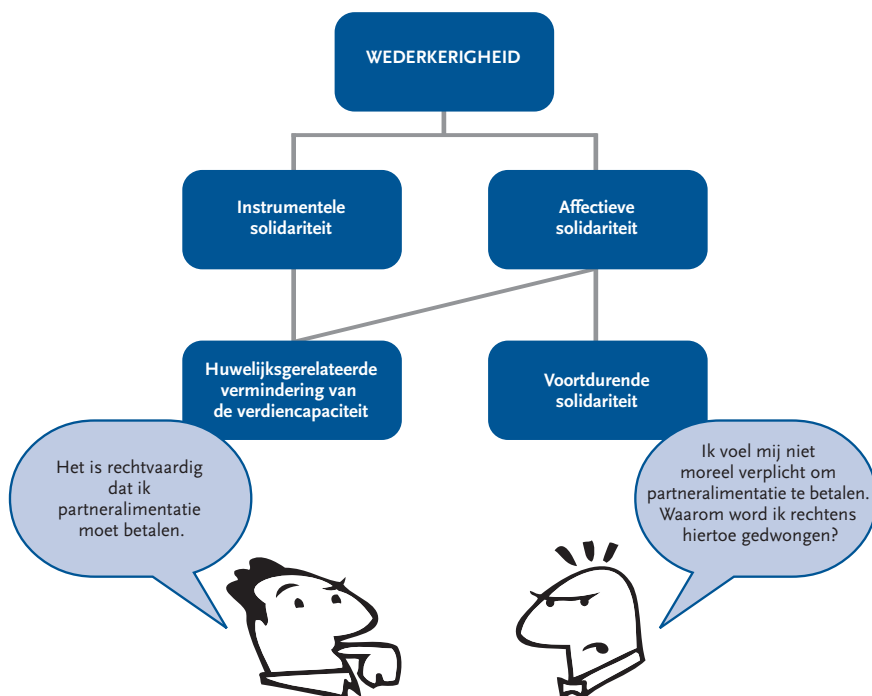 WEDERKERIGHEID
Instrumentele
solidariteit
Affectieve
solidariteit
Huwelijksgerelateerde
vermindering van
de verdiencapaciteit
Voortdurende
solidariteit
Het is rechtvaardig
dat ik
partneralimentatie
moet betalen.
Ik voel mij niet
moreel verplicht om
partneralimentatie te betalen.
Waarom word ik rechtens
hiertoe gedwongen?